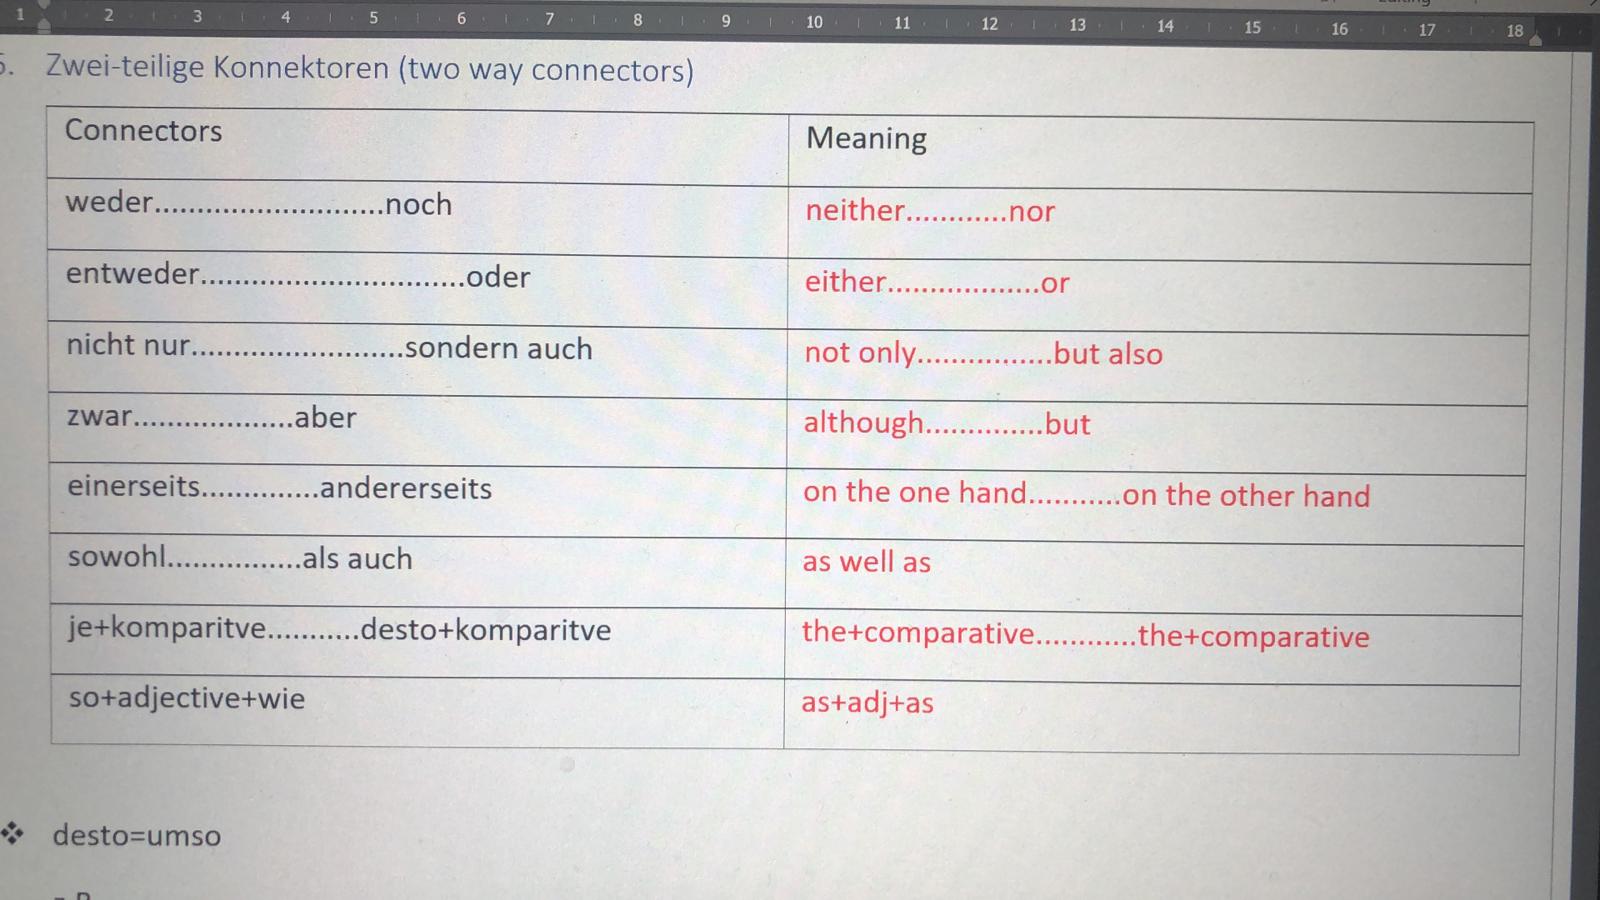 1 2 3 4 5 6 7 8 9 10 11 12 13 14 15 16 17 18
5. Zwei-teilige Konnektoren (two way connectors)
Connectors Meaning
weder...........................noch neither............nor
entweder...............................oder either..................or
nicht nur.........................sondern auch not only................but also
zwar...................aber although..............but
einerseits..............andererseits on the one hand...........on the other hand
sowohl................als auch as well as
je+komparitve...........desto+komparitve the+comparative............the+comparative
so+adjective+wie as+adj+as
❖ desto=umso